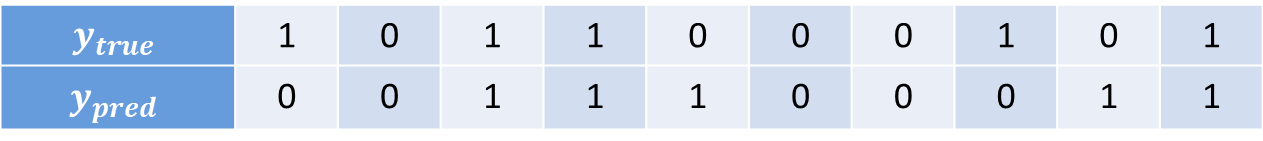 y_true 1 0 1 1 0 0 0 1 0 1
y_pred 0 0 1 1 1 0 0 0 1 1